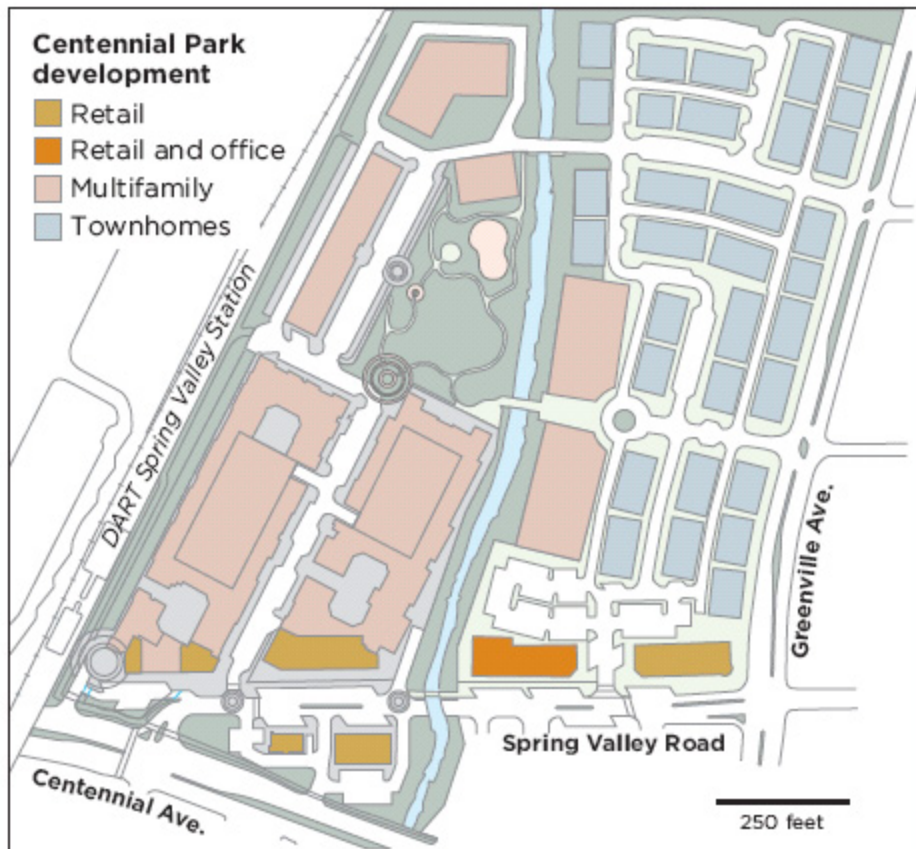 Centennial Park
development
Retail
Retail and office
Multifamily
Townhomes
DART Spring Valley Station
Greenville Ave.
Spring Valley Road
Centennial Ave.
250 feet